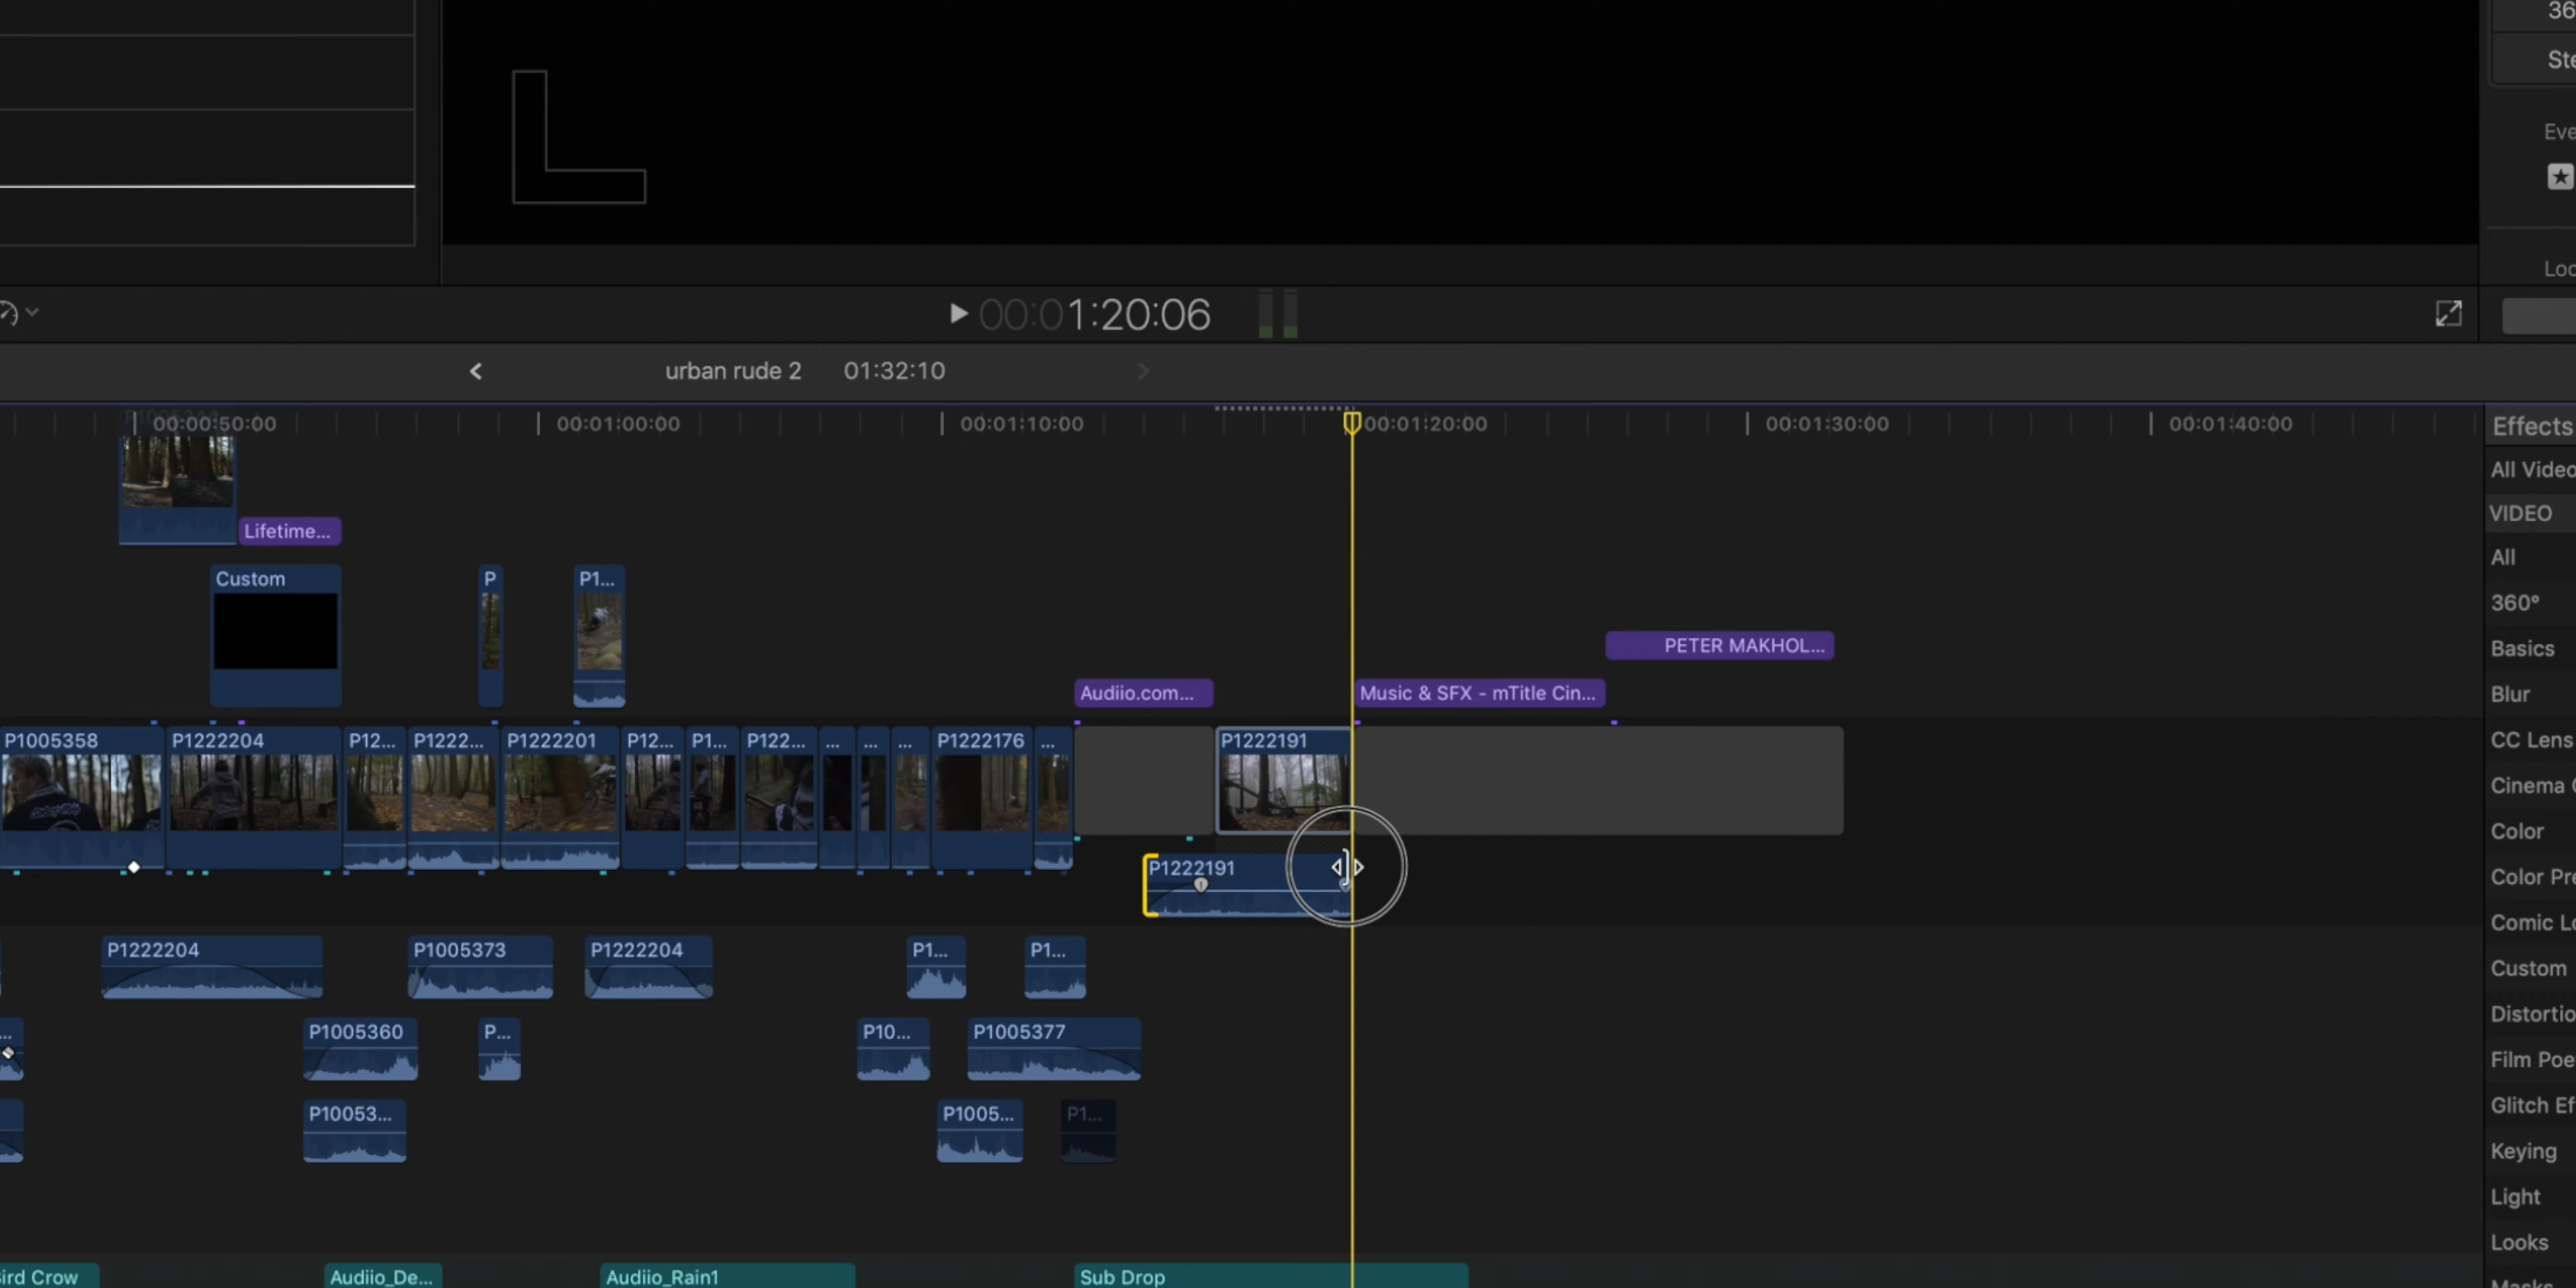 36
Ste
Eve
Loc
00:01:20:06
urban rude 2 01:32:10
00:00:50:00 00:01:00:00 00:01:10:00 00:01:20:00 00:01:30:00 00:01:40:00
Effects
All Video
VIDEO
All
360°
Basics
Blur
CC Lens
Cinema
Color
Color Pre
Comic Lo
Custom
Distortio
Film Poe
Glitch Ef
Keying
Light
Looks
Masks
Lifetime...
Custom P P1...
PETER MAKHOL...
Audiio.com... Music & SFX - mTitle Cin...
P1005358 P1222204 P12... P1222... P1222201 P12... P1... P122... ... ... ... P1222176 ... P1222191
P1222191
P1222204 P1005373 P1222204 P1... P1...
... P1005360 P... P10... P1005377
P10053... P1005... P1...
ird Crow Audiio_De... Audiio_Rain1 Sub Drop